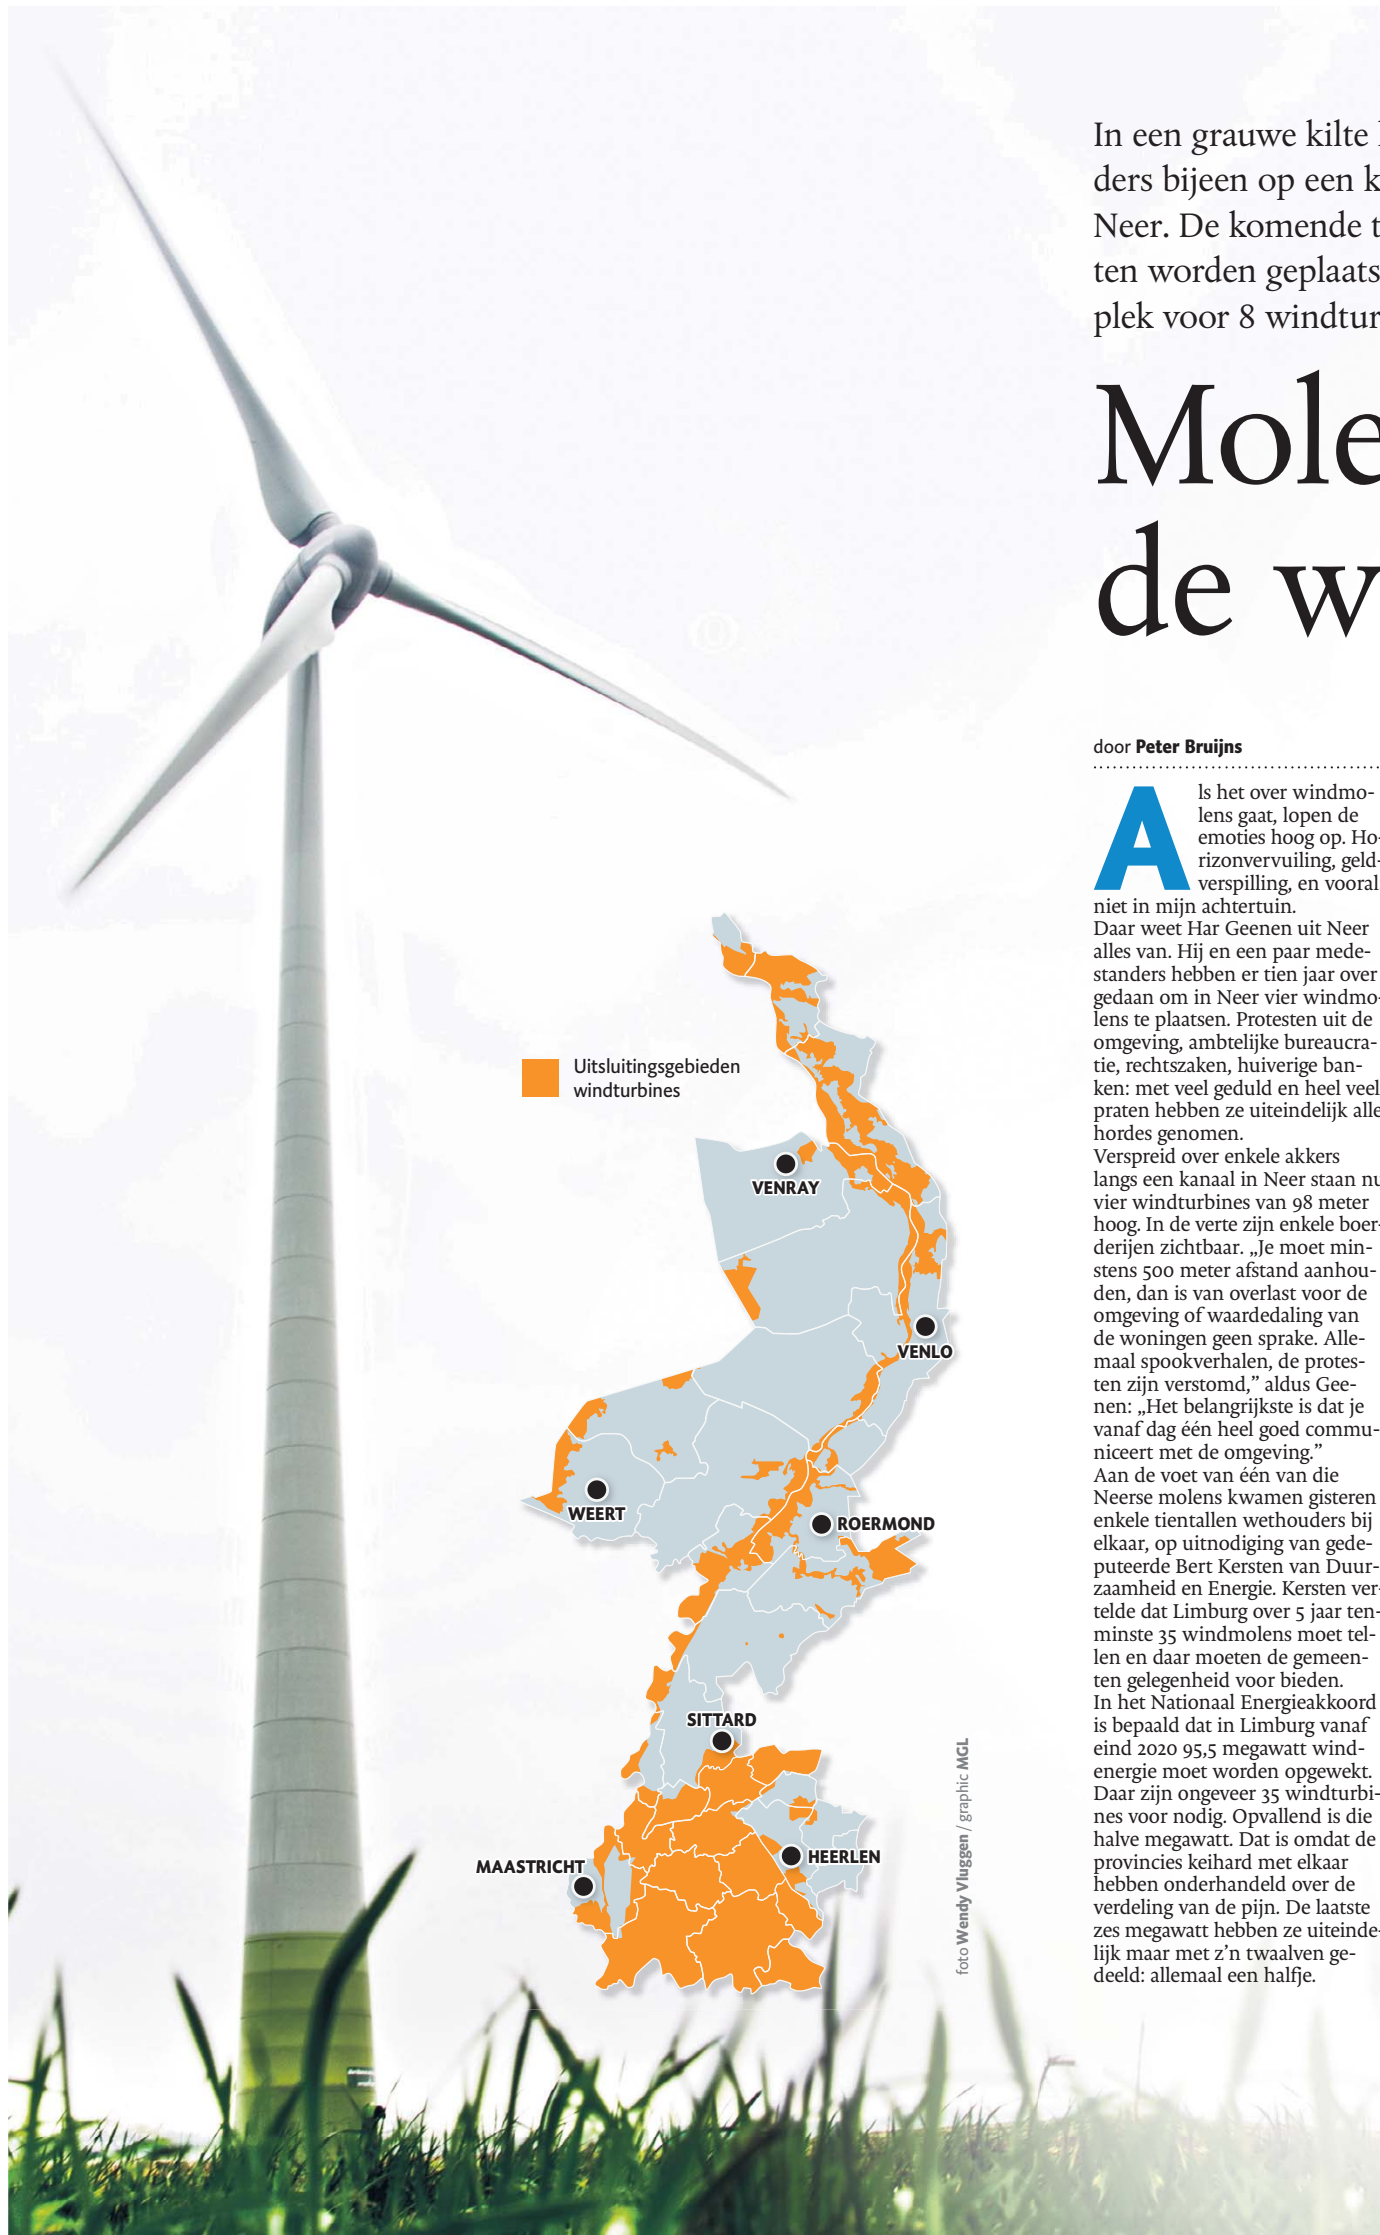 In een grauwe kilte
ders bijeen op een k
Neer. De komende t
ten worden geplaats
plek voor 8 windtur
Mole
de w
door Peter Bruijns
Als het over windmo-
lens gaat, lopen de
emoties hoog op. Ho-
rizonvervuiling, geld-
verspilling, en vooral
niet in mijn achtertuin.
Daar weet Har Geenen uit Neer
alles van. Hij en een paar mede-
standers hebben er tien jaar over
gedaan om in Neer vier windmo-
lens te plaatsen. Protesten uit de
omgeving, ambtelijke bureaucra-
tie, rechtszaken, huiverige ban-
ken: met veel geduld en heel veel
praten hebben ze uiteindelijk alle
hordes genomen.
Verspreid over enkele akkers
langs een kanaal in Neer staan nu
vier windturbines van 98 meter
hoog. In de verte zijn enkele boer-
derijen zichtbaar. „Je moet min-
stens 500 meter afstand aanhou-
den, dan is van overlast voor de
omgeving of waardedaling van
de woningen geen sprake. Alle-
maal spookverhalen, de protes-
ten zijn verstomd,” aldus Gee-
nen: „Het belangrijkste is dat je
vanaf dag één heel goed commu-
niceert met de omgeving.”
Aan de voet van één van die
Neerse molens kwamen gisteren
enkele tientallen wethouders bij
elkaar, op uitnodiging van gede-
puteerde Bert Kersten van Duur-
zaamheid en Energie. Kersten ver-
telde dat Limburg over 5 jaar ten-
minste 35 windmolens moet tel-
len en daar moeten de gemeen-
ten gelegenheid voor bieden.
In het Nationaal Energieakkoord
is bepaald dat in Limburg vanaf
eind 2020 95,5 megawatt wind-
energie moet worden opgewekt.
Daar zijn ongeveer 35 windturbi-
nes voor nodig. Opvallend is die
halve megawatt. Dat is omdat de
provincies keihard met elkaar
hebben onderhandeld over de
verdeling van de pijn. De laatste
zes megawatt hebben ze uiteinde-
lijk maar met z’n twaalven ge-
deeld: allemaal een halfje.
Uitsluitingsgebieden
windturbines
VENRAY
VENLO
WEERT
ROERMOND
SITTARD
HEERLEN
MAASTRICHT
foto Wendy Vluggen / graphic MGL